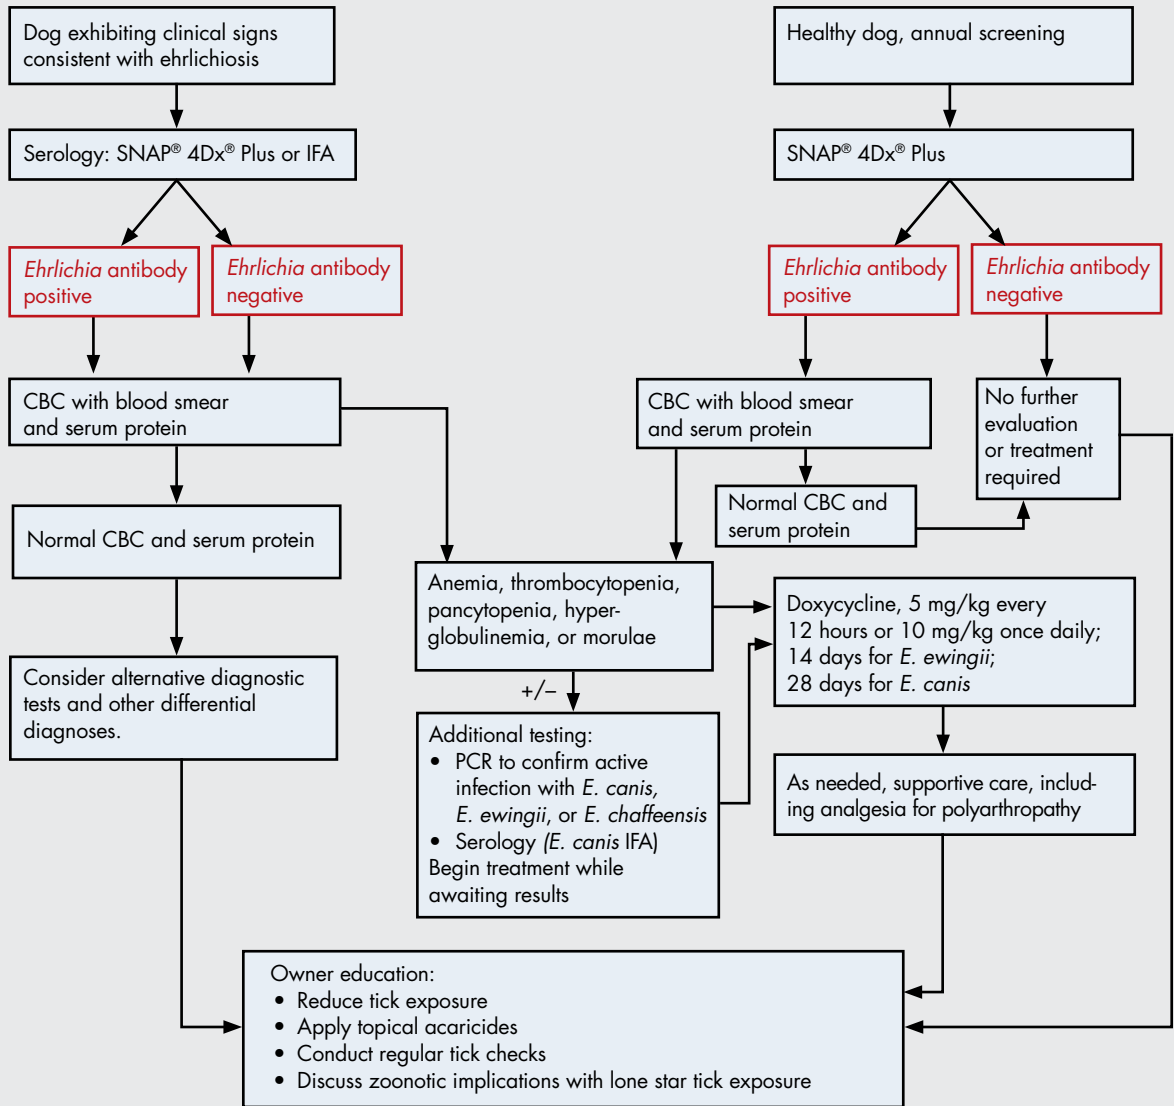 Dog exhibiting clinical signs
consistent with ehrlichiosis
Healthy dog, annual screening
Serology: SNAP® 4Dx® Plus or IFA
SNAP® 4Dx® Plus
Ehrlichia antibody
positive
Ehrlichia antibody
negative
Ehrlichia antibody
positive
Ehrlichia antibody
negative
CBC with blood smear
and serum protein
CBC with blood smear
and serum protein
No further
evaluation
or treatment
required
Normal CBC and
serum protein
Normal CBC and serum protein
Anemia, thrombocytopenia,
pancytopenia, hyper-
globulinemia, or morulae
Doxycycline, 5 mg/kg every
12 hours or 10 mg/kg once daily;
14 days for E. ewingii;
28 days for E. canis
Consider alternative diagnostic
tests and other differential
diagnoses.
+/–
Additional testing:
• PCR to confirm active
infection with E. canis,
E. ewingii, or E. chaffeensis
• Serology (E. canis IFA)
Begin treatment while
awaiting results
As needed, supportive care, includ-
ing analgesia for polyarthropathy
Owner education:
• Reduce tick exposure
• Apply topical acaricides
• Conduct regular tick checks
• Discuss zoonotic implications with lone star tick exposure